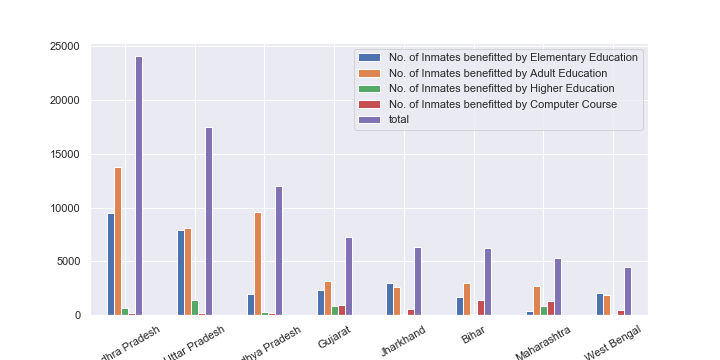 25000
20000
15000
10000
5000
0
No. of Inmates benefitted by Elementary Education
No. of Inmates benefitted by Adult Education
No. of Inmates benefitted by Higher Education
No. of Inmates benefitted by Computer Course
total
dhra Pradesh
Uttar Pradesh
dhya Pradesh
Gujarat
Jharkhand
Bihar
Maharashtra
West Bengal